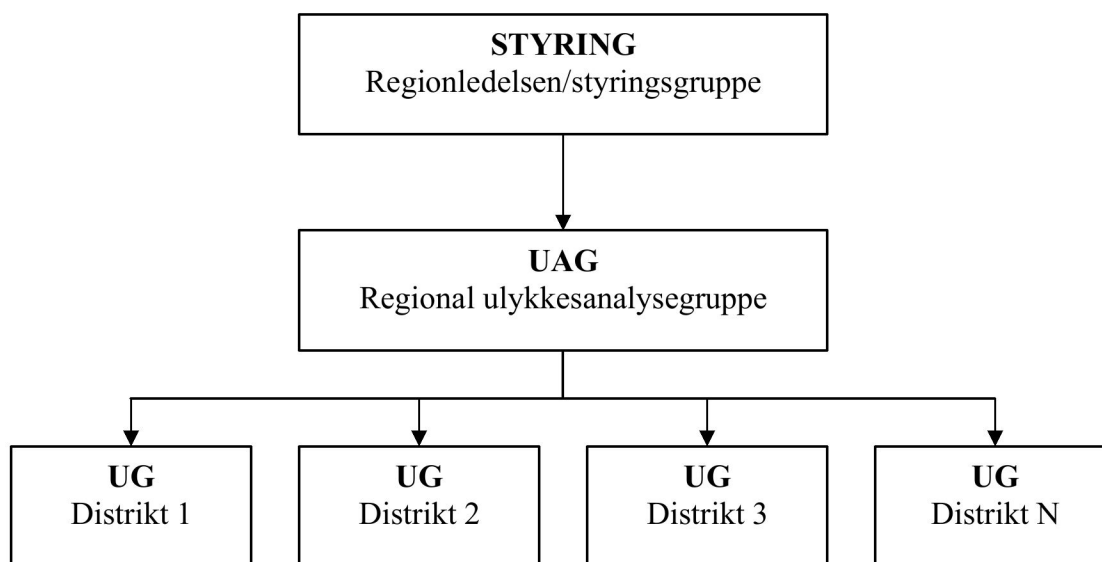 STYRING
Regionledelsen/styringsgruppe
UAG
Regional ulykkesanalysegruppe
UG
Distrikt 1
UG
Distrikt 2
UG
Distrikt 3
UG
Distrikt N